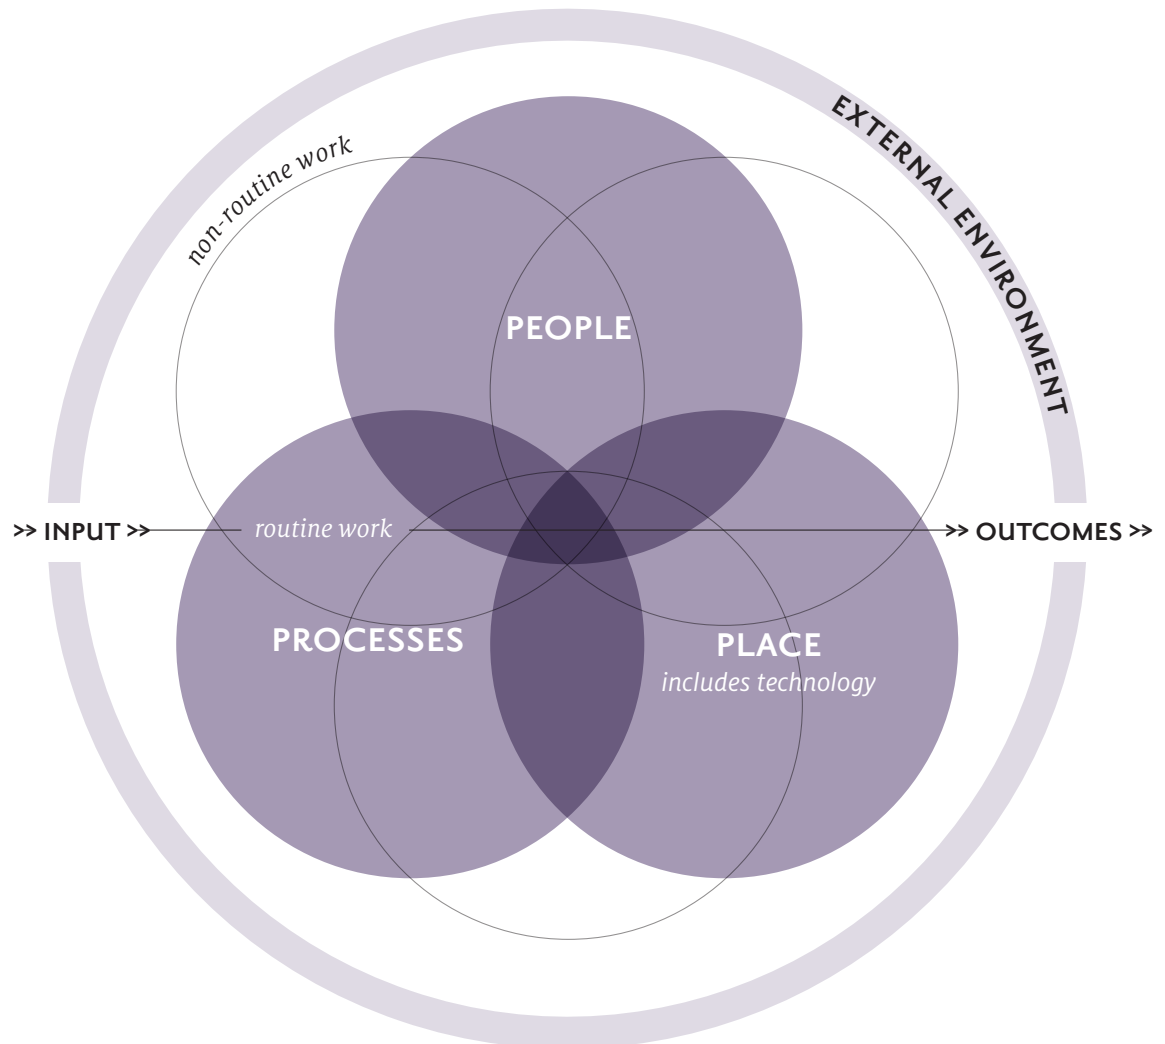 non-routine work
EXTERNAL ENVIRONMENT
PEOPLE
>> INPUT >>
routine work
>> OUTCOMES >>
PROCESSES
PLACE
includes technology